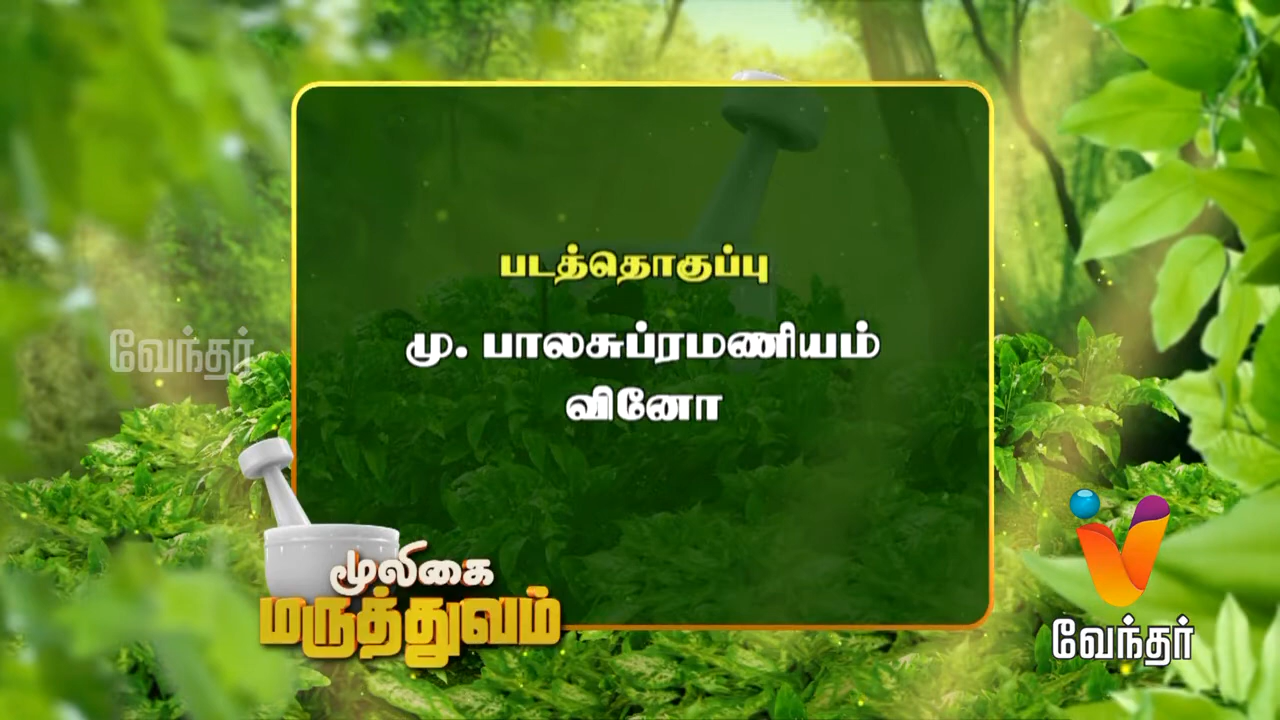 படத்தொகுப்பு
மு. பாலசுப்ரமணியம்
வினோ
வேந்தர்
மூலிகை
மருத்துவம்
வேந்தர்